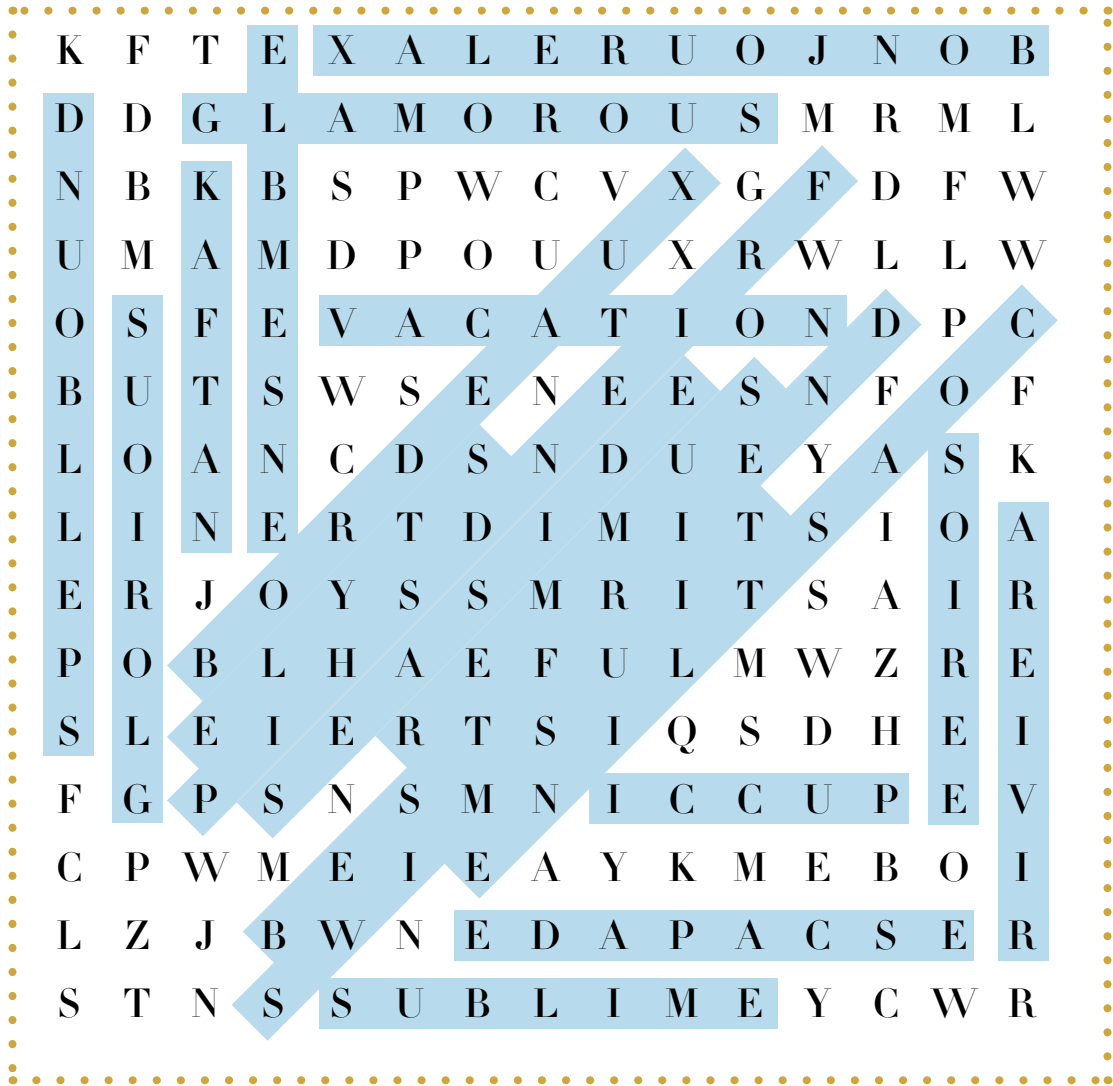 K F T E X A L E R U O J N O B
D D G L A M O R O U S M R M L
N B K B S P W C V X G F D F W
U M A M D P O U U X R W L L W
O S F E V A C A T I O N D P C
B U T S W S E N E E S N F O F
L O A N C D S N D U E Y A S K
L I N E R T D I M I T S I O A
E R J O Y S S M R I T S A I R
P O B L H A E F U L M W Z R E
S L E I E R T S I Q S D H E I
F G P S N S M N I C C U P E V
C P W M E I E A Y K M E B O I
L Z J B W N E D A P A C S E R
S T N S S U B L I M E Y C W R